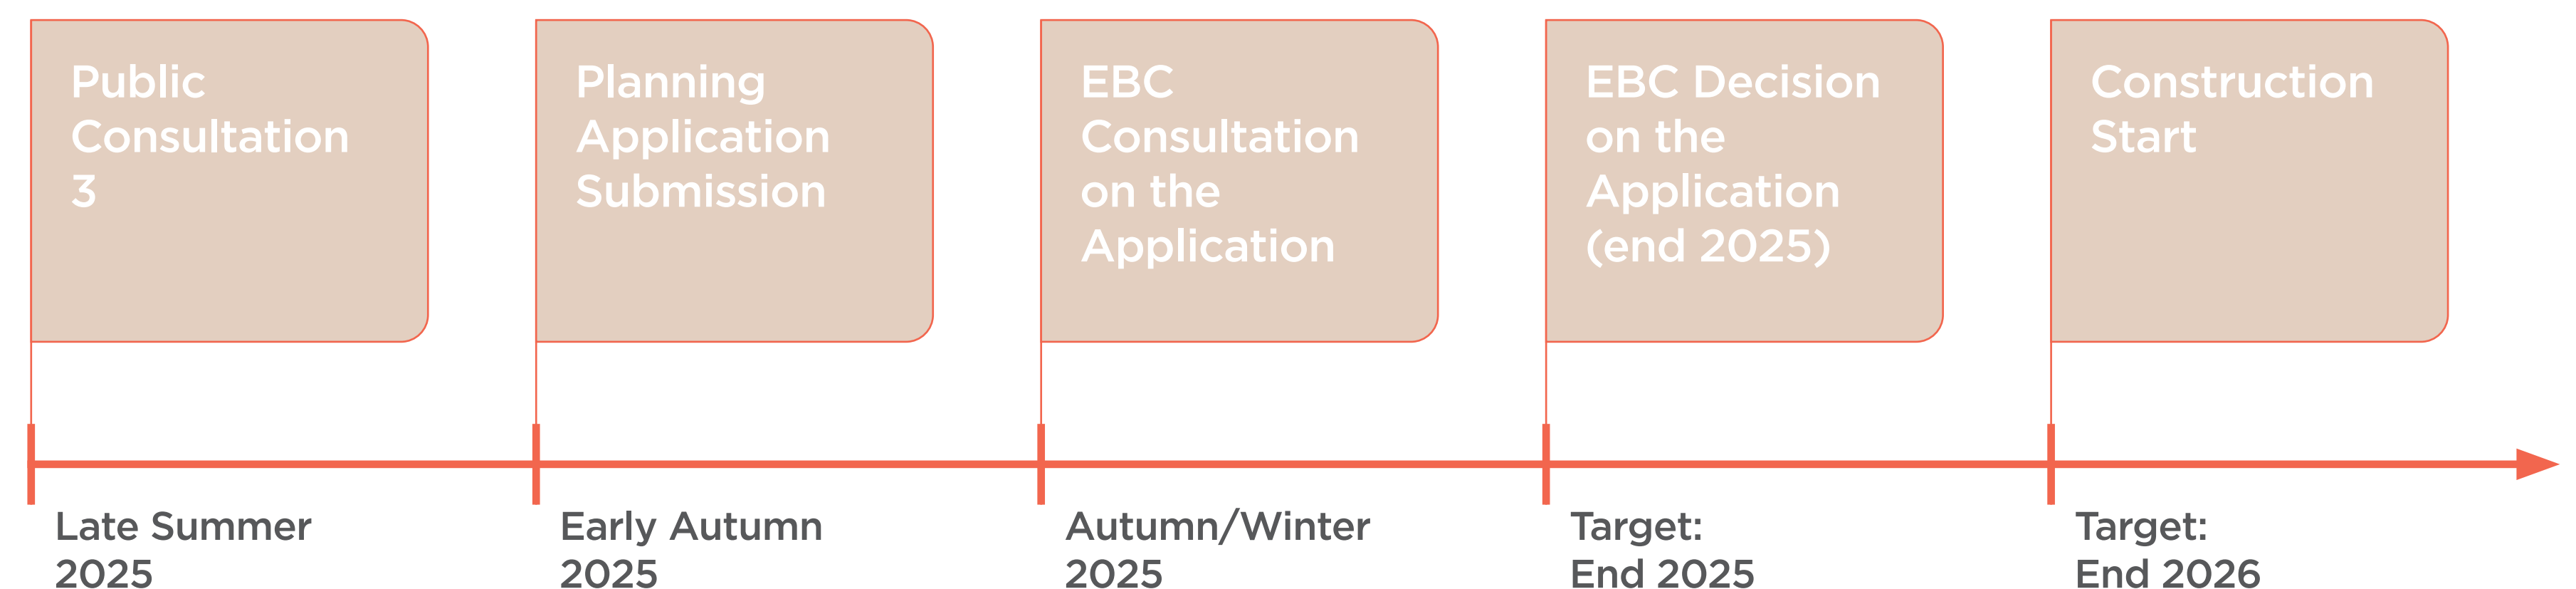 Public
Consultation
3
Planning
Application
Submission
EBC
Consultation
on the
Application
EBC Decision
on the
Application
(end 2025)
Construction
Start
Late Summer
2025
Early Autumn
2025
Autumn/Winter
2025
Target:
End 2025
Target:
End 2026